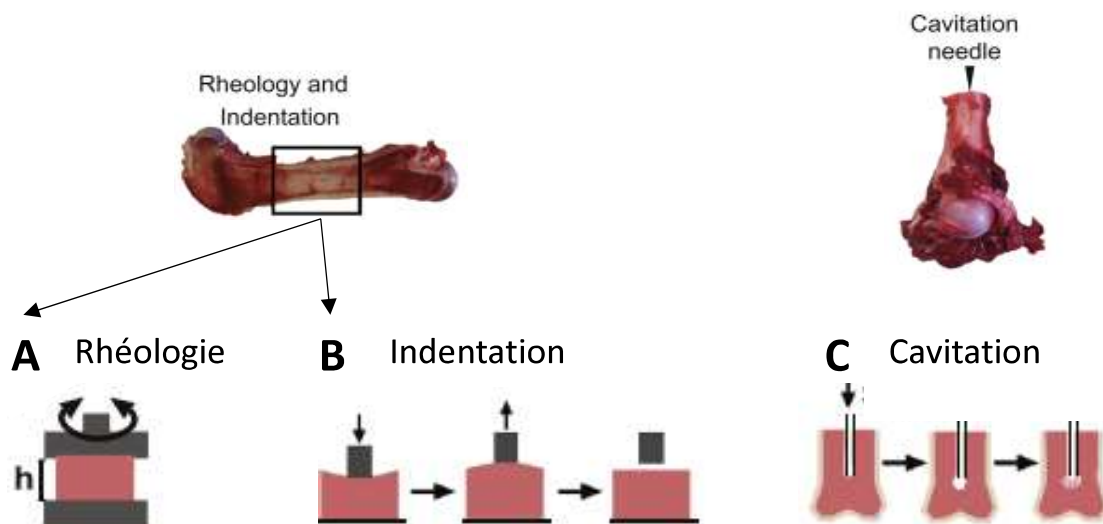 Cavitation
needle
Rheology and
Indentation
A Rhéologie
B Indentation
C Cavitation
h